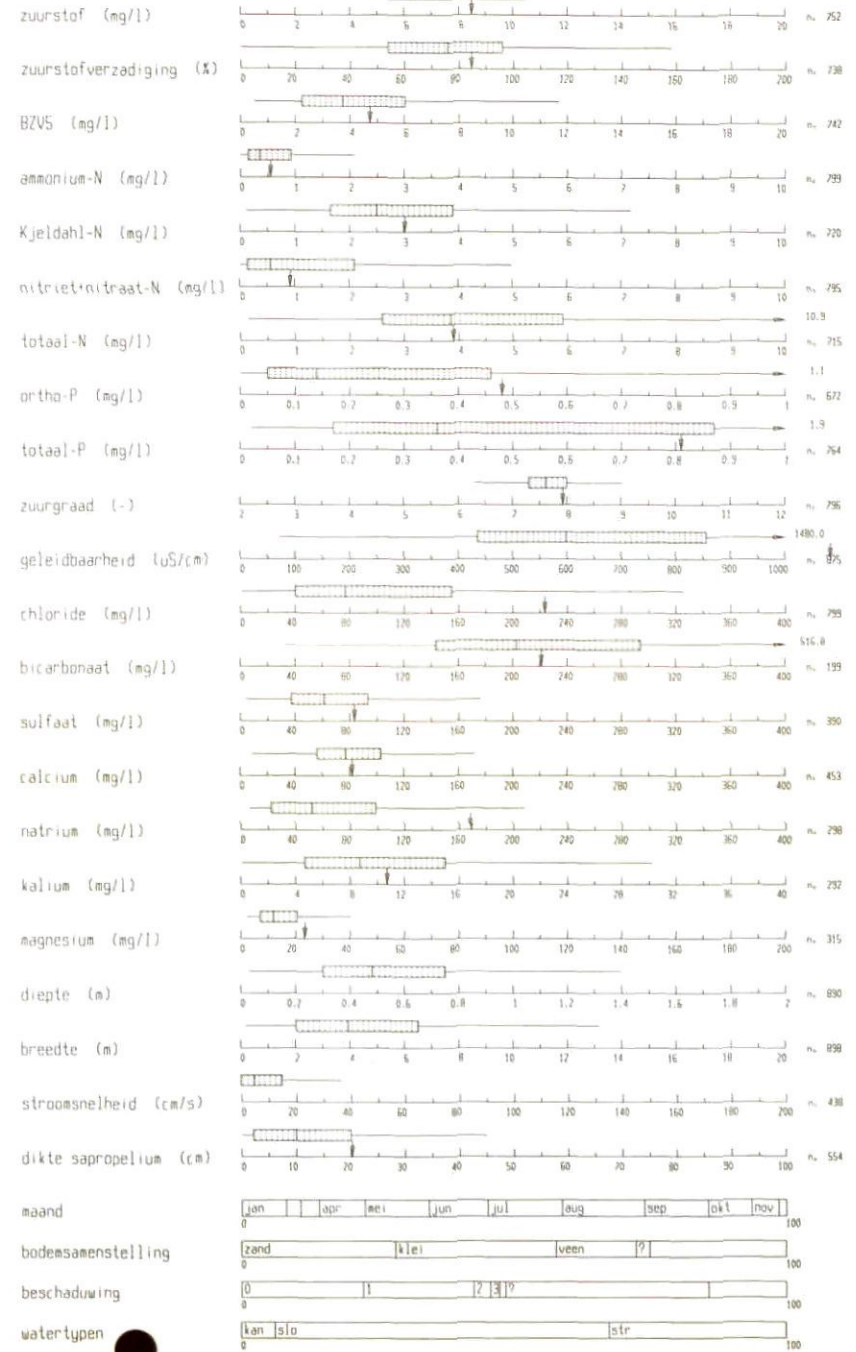 zuurstof (mg/l) 0 2 4 6 8 10 12 14 16 18 20 n. 752
zuurstofverzadiging (%) 0 20 40 60 80 100 120 140 160 180 200 n. 738
BZV5 (mg/l) 0 2 4 6 8 10 12 14 16 18 20 n. 742
ammonium-N (mg/l) 0 1 2 3 4 5 6 7 8 9 10 n. 799
Kjeldahl-N (mg/l) 0 1 2 3 4 5 6 7 8 9 10 n. 720
nitriet+nitraat-N (mg/l) 0 1 2 3 4 5 6 7 8 9 10 n. 795
10.9
totaal-N (mg/l) 0 1 2 3 4 5 6 7 8 9 10 n. 715
1.1
ortho-P (mg/l) 0 0.1 0.2 0.3 0.4 0.5 0.6 0.7 0.8 0.9 1 n. 672
1.9
totaal-P (mg/l) 0 0.1 0.2 0.3 0.4 0.5 0.6 0.7 0.8 0.9 1 n. 764
zuurgraad (-) 2 3 4 5 6 7 8 9 10 11 12 n. 796
1480.0
geleidbaarheid (uS/cm) 0 100 200 300 400 500 600 700 800 900 1000 n. 875
chloride (mg/l) 0 40 80 120 160 200 240 280 320 360 400 n. 799
516.8
bicarbonaat (mg/l) 0 40 80 120 160 200 240 280 320 360 400 n. 199
sulfaat (mg/l) 0 40 80 120 160 200 240 280 320 360 400 n. 390
calcium (mg/l) 0 40 80 120 160 200 240 280 320 360 400 n. 453
natrium (mg/l) 0 40 80 120 160 200 240 280 320 360 400 n. 298
kalium (mg/l) 0 4 8 12 16 20 24 28 32 36 40 n. 292
magnesium (mg/l) 0 20 40 60 80 100 120 140 160 180 200 n. 315
diepte (m) 0 0.2 0.4 0.6 0.8 1 1.2 1.4 1.6 1.8 2 n. 890
breedte (m) 0 2 4 6 8 10 12 14 16 18 20 n. 898
stroomsnelheid (cm/s) 0 20 40 60 80 100 120 140 160 180 200 n. 438
dikte sapropelium (cm) 0 10 20 30 40 50 60 70 80 90 100 n. 554
maand jan apr mei jun jul aug sep okt nov
0 100
bodemsamenstelling zand klei veen ?
0 100
beschaduwing 0 1 2 3 ?
0 100
watertypen kan slo str
0 100